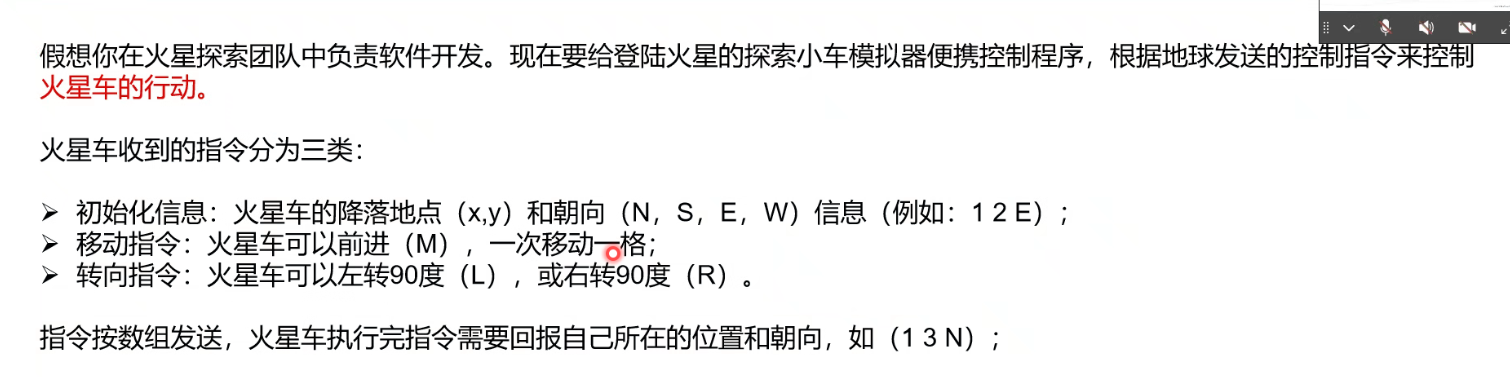 假想你在火星探索团队中负责软件开发。现在要给登陆火星的探索小车模拟器便携控制程序，根据地球发送的控制指令来控制
火星车的行动。
火星车收到的指令分为三类：
➢ 初始化信息：火星车的降落地点（x,y）和朝向（N，S，E，W）信息（例如：1 2 E）；
➢ 移动指令：火星车可以前进（M），一次移动一格；
➢ 转向指令：火星车可以左转90度（L），或右转90度（R）。
指令按数组发送，火星车执行完指令需要回报自己所在的位置和朝向，如（1 3 N）；